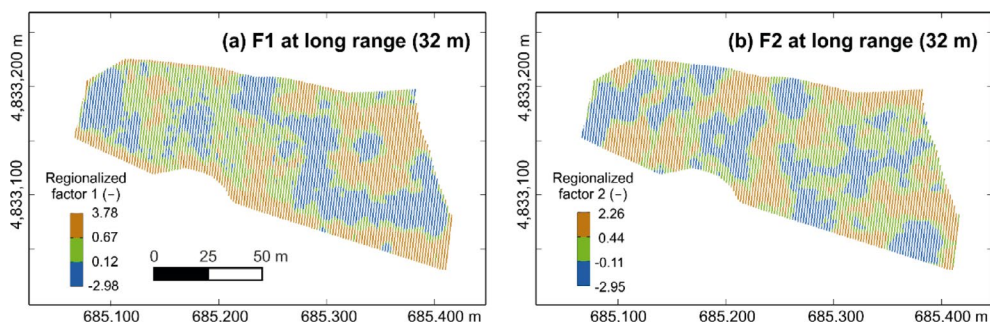 (a) F1 at long range (32 m)
4,833,200 m
4,833,100
Regionalized
factor 1 (–)
3.78
0.67
0.12
-2.98
0 25 50 m
685,100 685,200 685,300 685,400 m
(b) F2 at long range (32 m)
4,833,200 m
4,833,100
Regionalized
factor 2 (–)
2.26
0.44
-0.11
-2.95
685,100 685,200 685,300 685,400 m